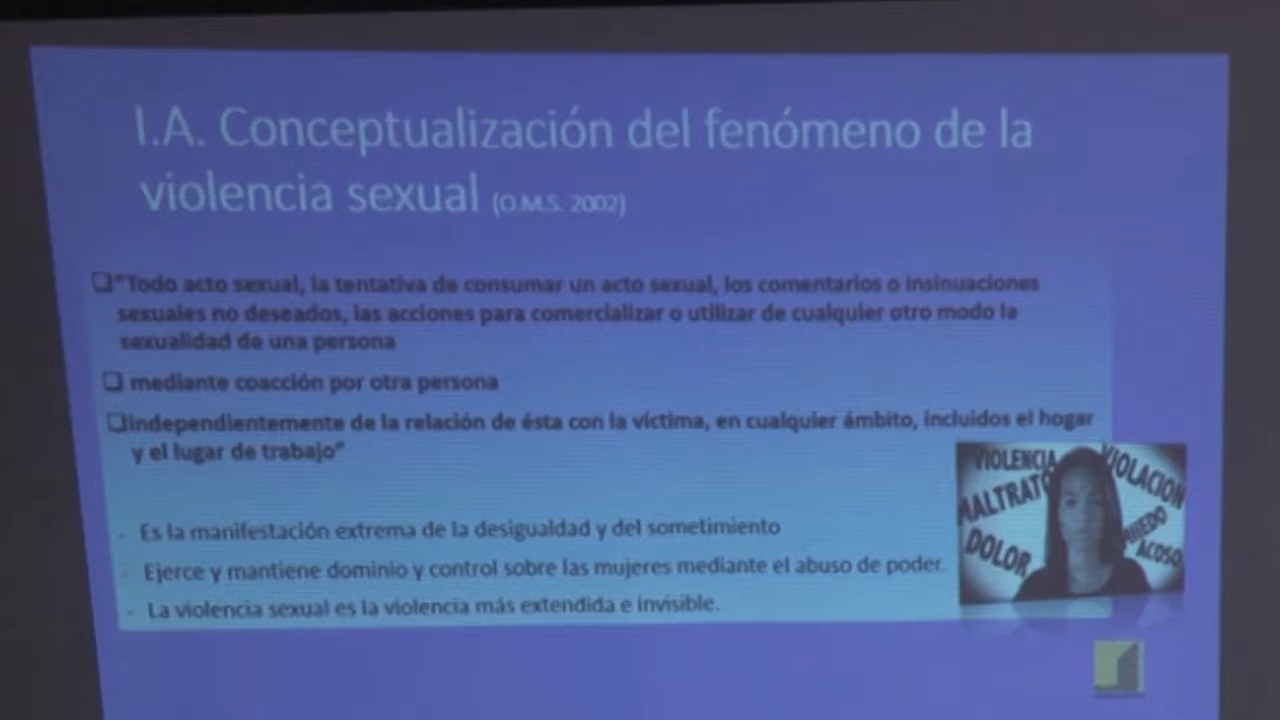 I.A. Conceptualización del fenómeno de la
violencia sexual (O.M.S. 2002)
❑"Todo acto sexual, la tentativa de consumar un acto sexual, los comentarios o insinuaciones
sexuales no deseados, las acciones para comercializar o utilizar de cualquier otro modo la
sexualidad de una persona
❑ mediante coacción por otra persona
❑independientemente de la relación de ésta con la víctima, en cualquier ámbito, incluidos el hogar
y el lugar de trabajo"
VIOLENCIA
VIOLACION
MALTRATO
MIEDO
DOLOR
ACOSO
- Es la manifestación extrema de la desigualdad y del sometimiento
- Ejerce y mantiene dominio y control sobre las mujeres mediante el abuso de poder.
- La violencia sexual es la violencia más extendida e invisible.